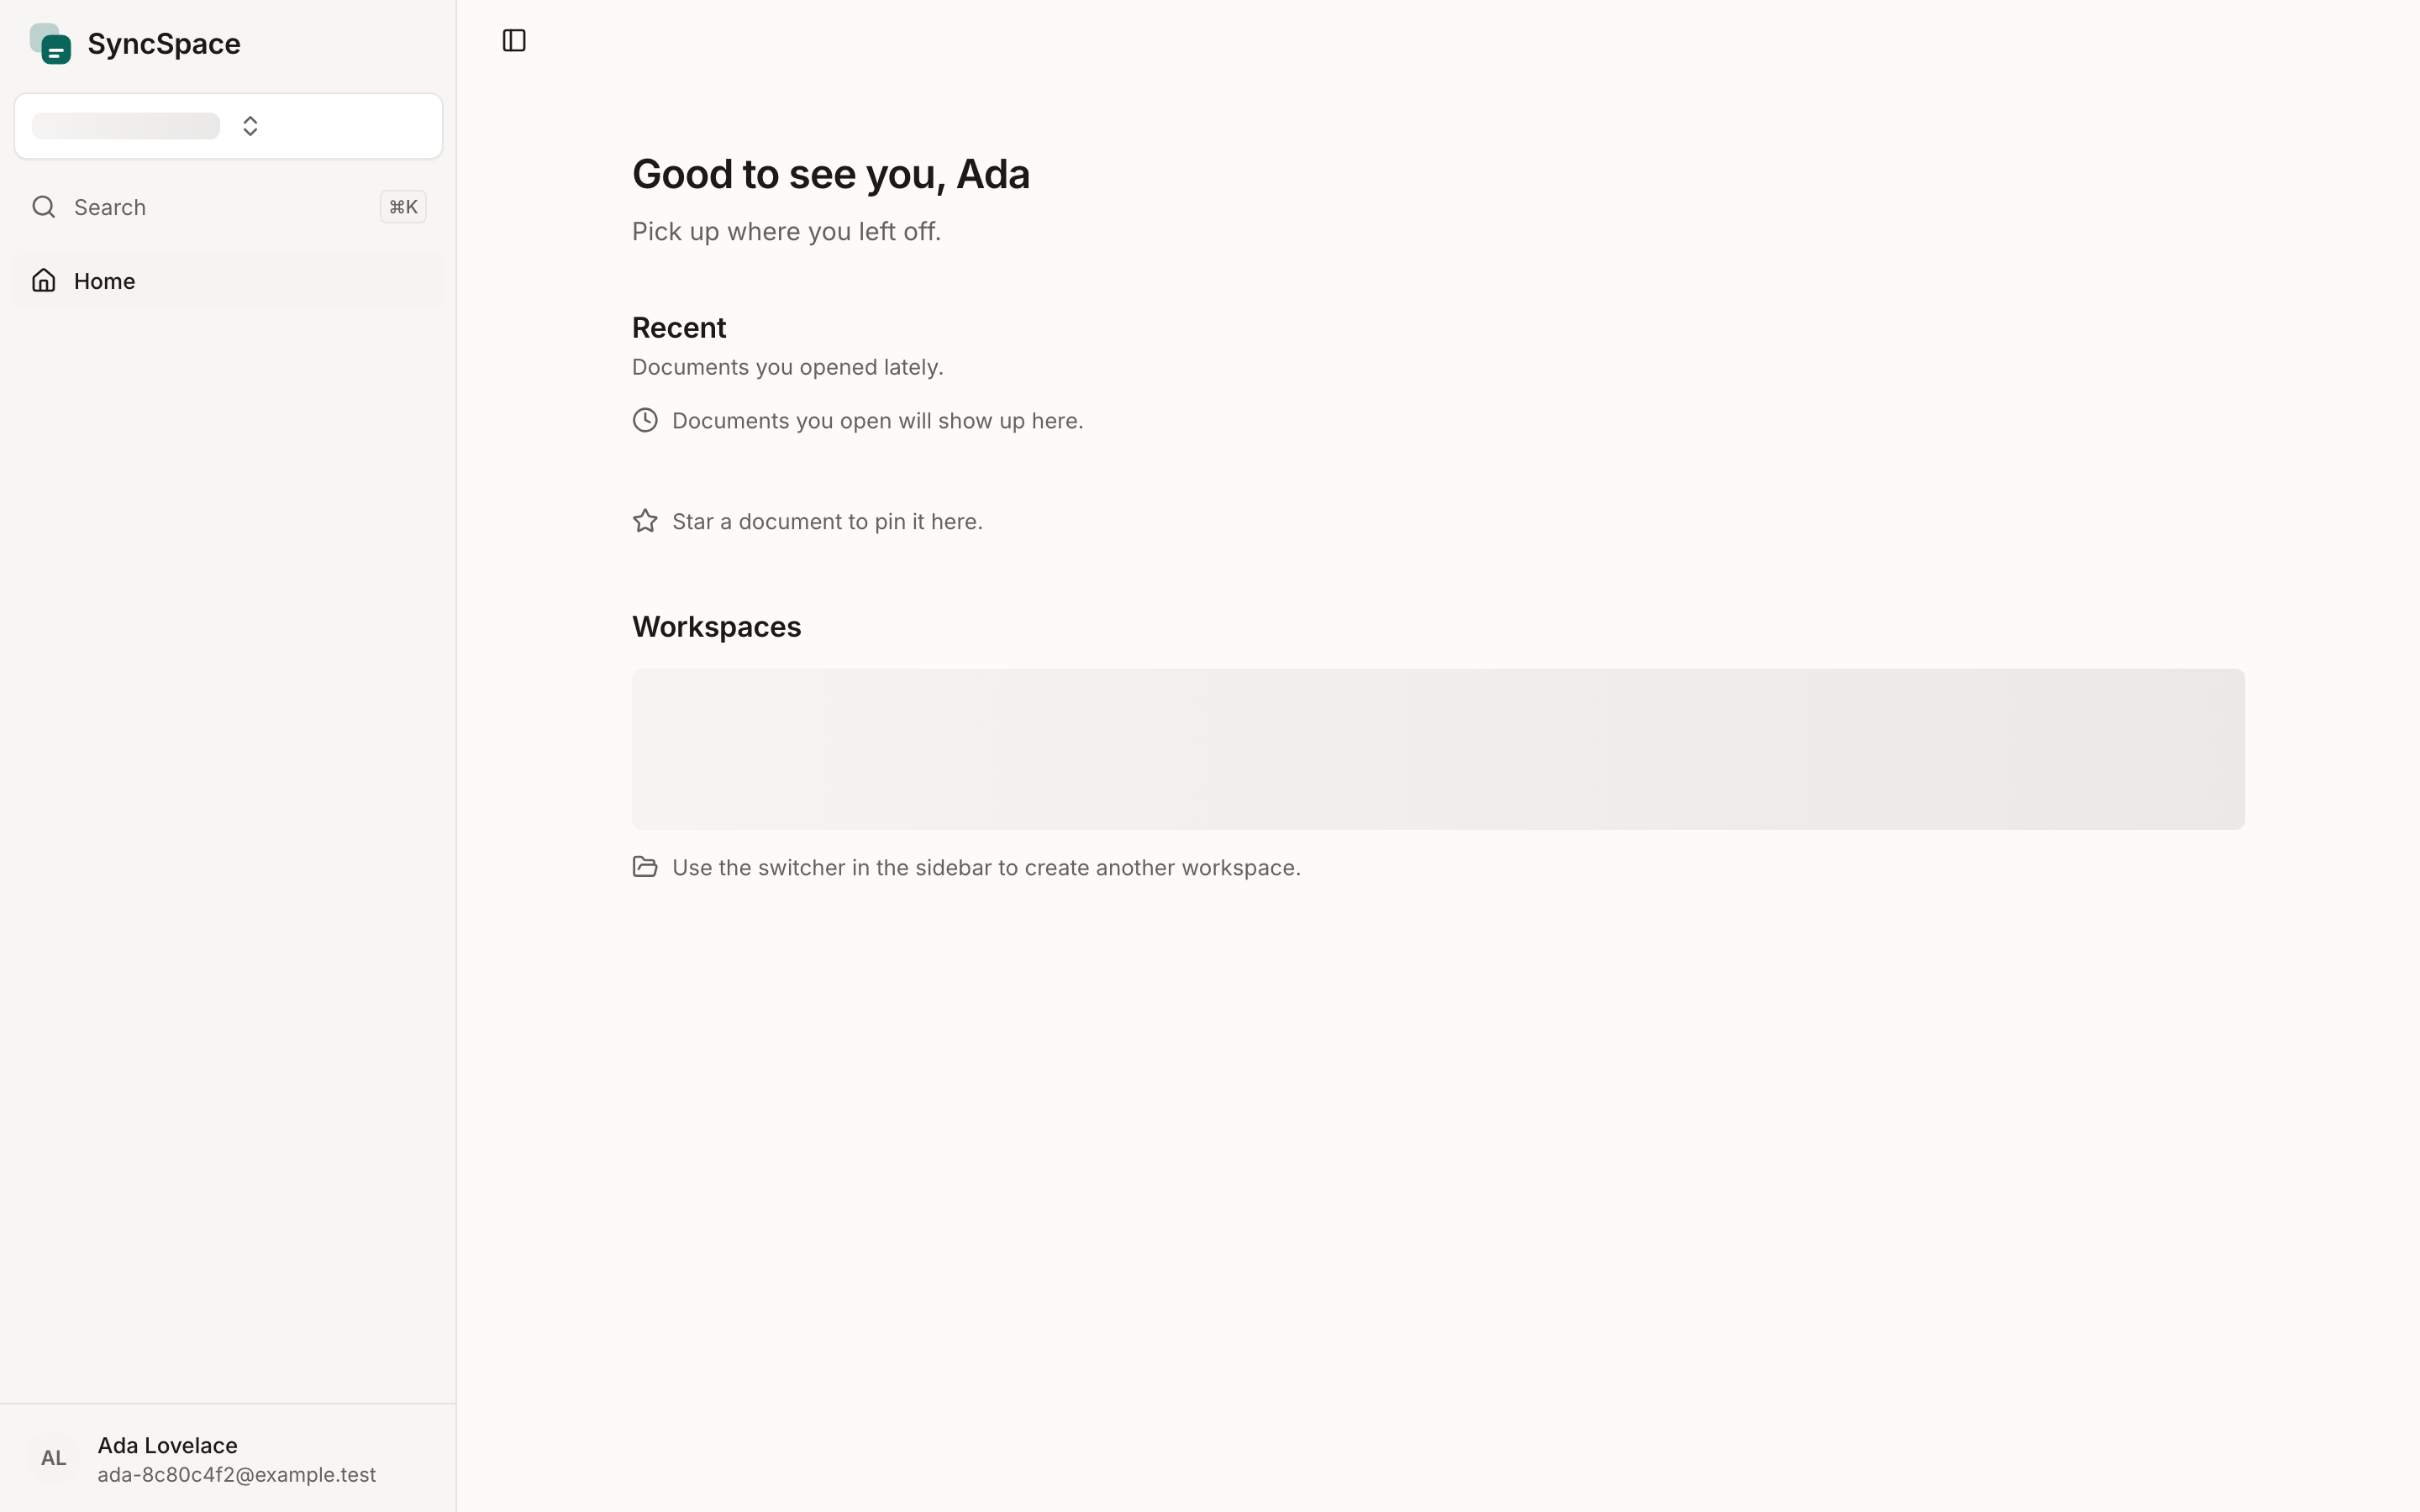 SyncSpace
Search ⌘K
Home
Ada Lovelace
ada-8c80c4f2@example.test
Good to see you, Ada
Pick up where you left off.
Recent
Documents you opened lately.
Documents you open will show up here.
Star a document to pin it here.
Workspaces
Use the switcher in the sidebar to create another workspace.
AL